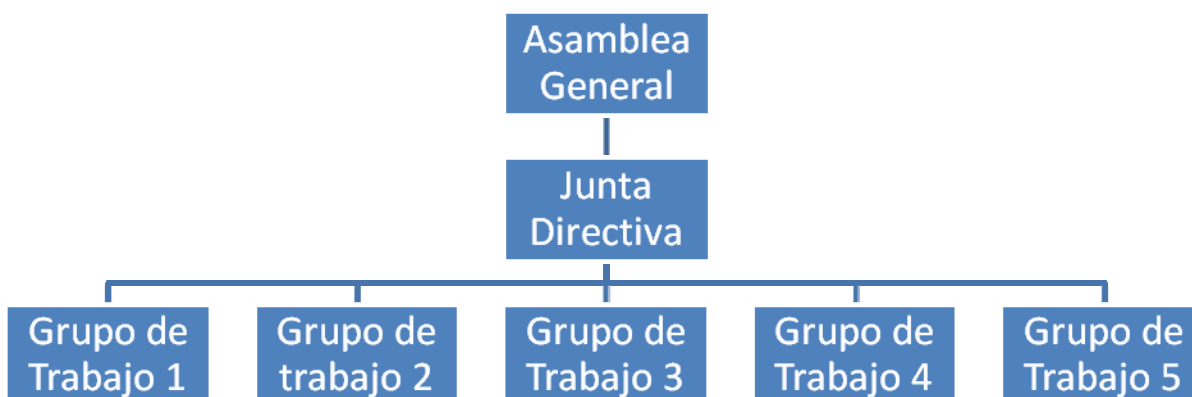 Asamblea
General
Junta
Directiva
Grupo de
Trabajo 1
Grupo de
trabajo 2
Grupo de
Trabajo 3
Grupo de
Trabajo 4
Grupo de
Trabajo 5